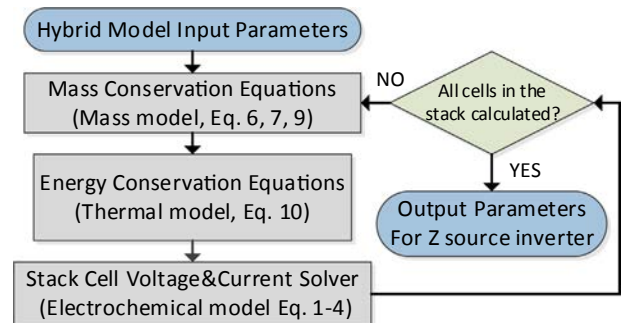 Hybrid Model Input Parameters
Mass Conservation Equations
(Mass model, Eq. 6, 7, 9)
Energy Conservation Equations
(Thermal model, Eq. 10)
Stack Cell Voltage&Current Solver
(Electrochemical model Eq. 1-4)
NO
All cells in the
stack calculated?
YES
Output Parameters
For Z source inverter